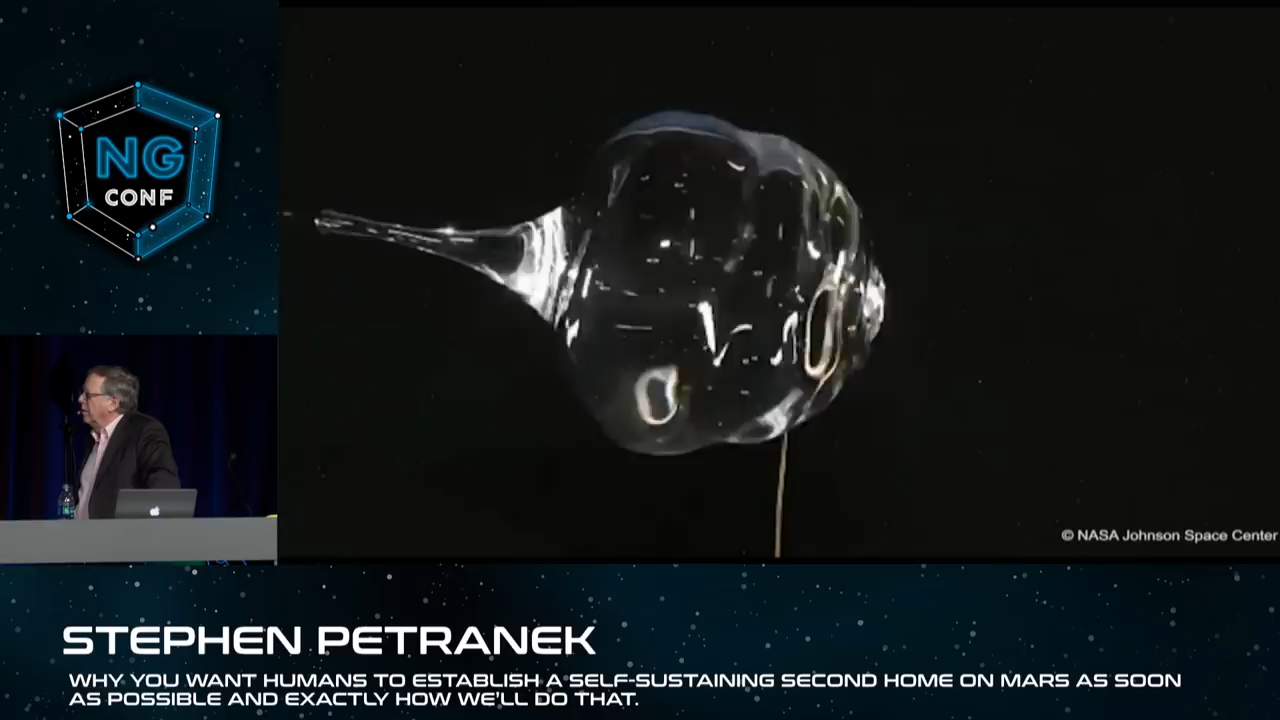 NG
CONF
© NASA Johnson Space Center
STEPHEN PETRANEK
WHY YOU WANT HUMANS TO ESTABLISH A SELF-SUSTAINING SECOND HOME ON MARS AS SOON
AS POSSIBLE AND EXACTLY HOW WE'LL DO THAT.